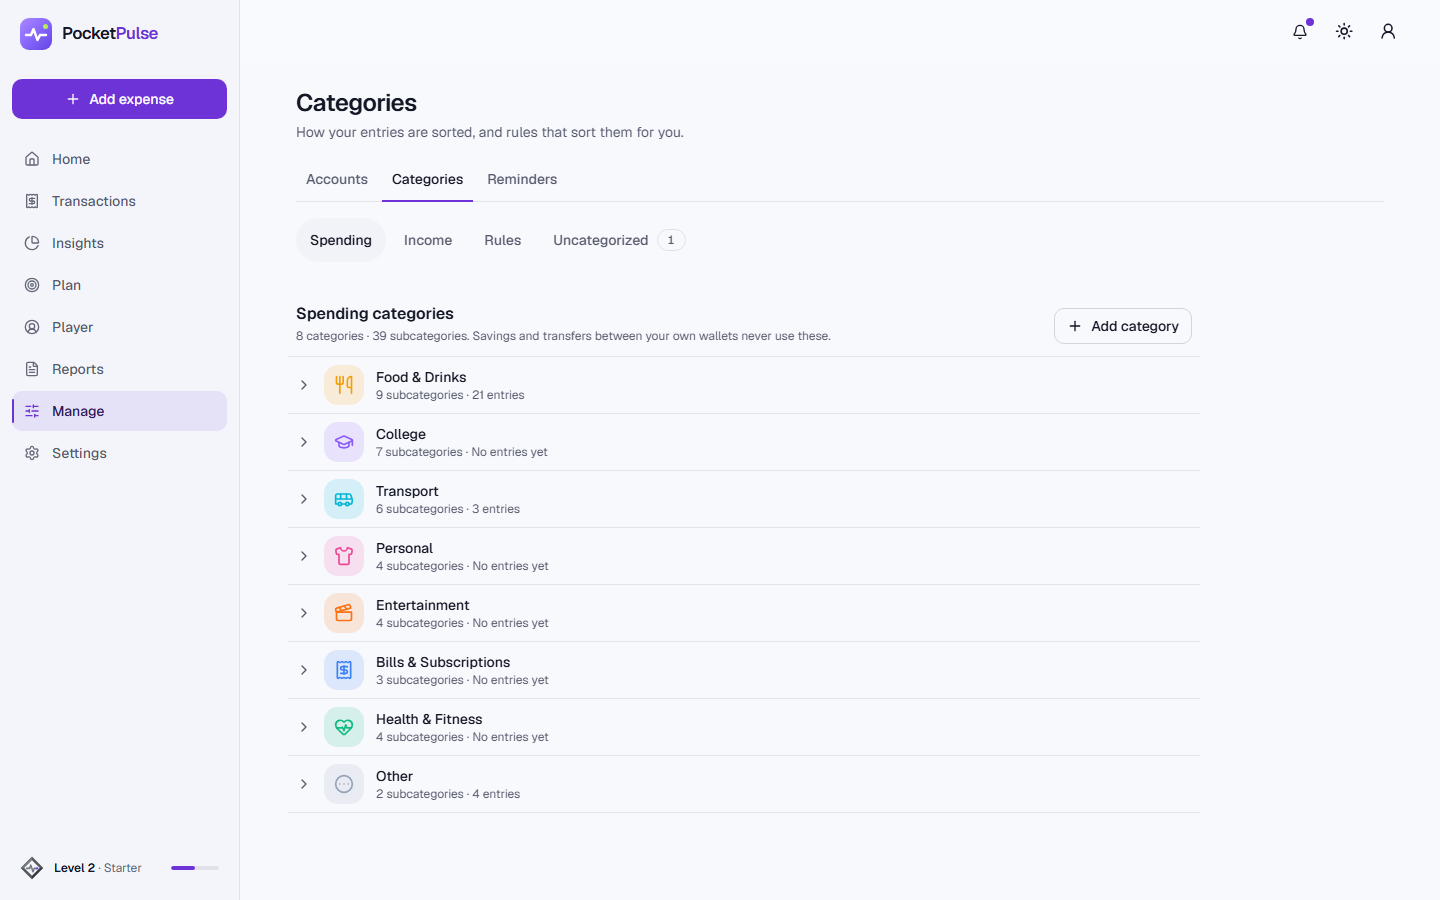 PocketPulse
Add expense
Home
Transactions
Insights
Plan
Player
Reports
Manage
Settings
Level 2 · Starter
Categories
How your entries are sorted, and rules that sort them for you.
Accounts Categories Reminders
Spending Income Rules Uncategorized 1
Spending categories
8 categories · 39 subcategories. Savings and transfers between your own wallets never use these.
Add category
Food & Drinks
9 subcategories · 21 entries
College
7 subcategories · No entries yet
Transport
6 subcategories · 3 entries
Personal
4 subcategories · No entries yet
Entertainment
4 subcategories · No entries yet
Bills & Subscriptions
3 subcategories · No entries yet
Health & Fitness
4 subcategories · No entries yet
Other
2 subcategories · 4 entries